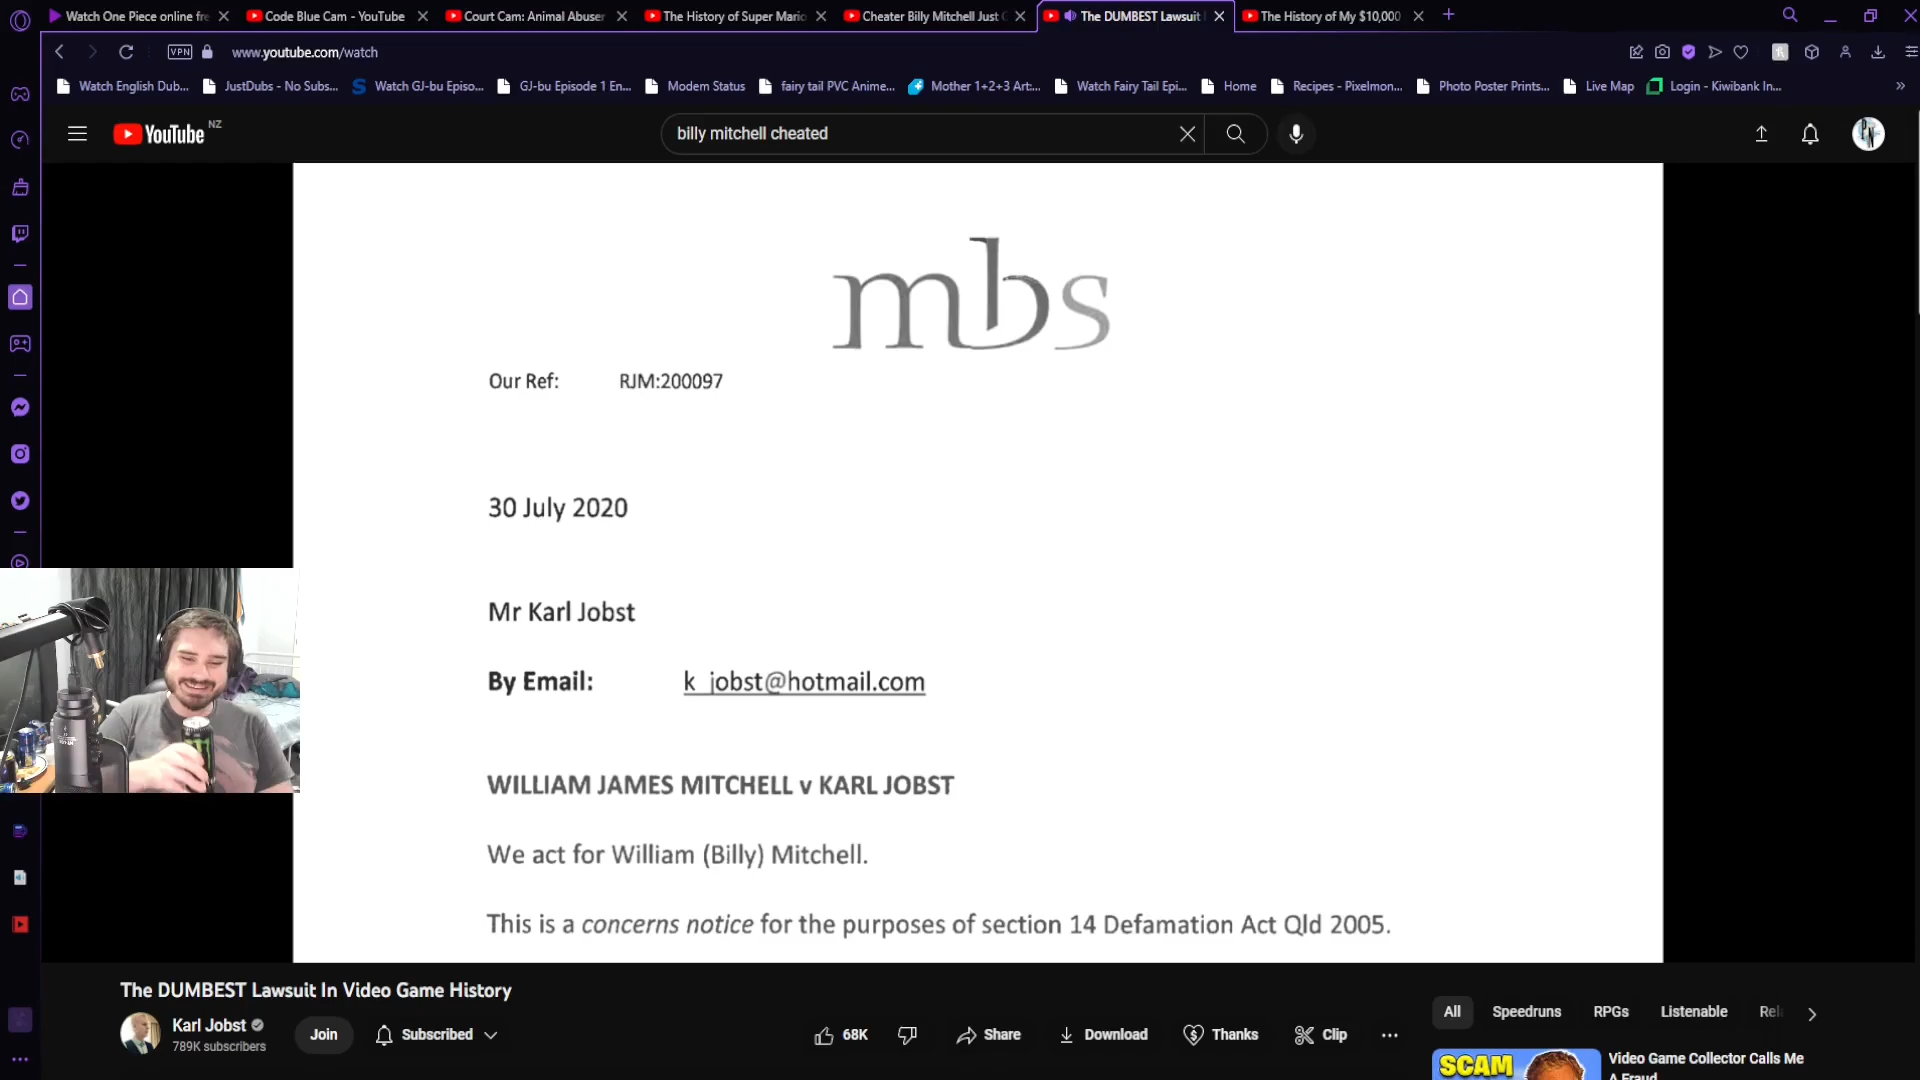 Watch One Piece online fre
Code Blue Cam - YouTube
Court Cam: Animal Abuser
The History of Super Mario
Cheater Billy Mitchell Just
The DUMBEST Lawsuit
The History of My $10,000
VPN
www.youtube.com/watch
Watch English Dub...
JustDubs - No Subs...
Watch GJ-bu Episo...
GJ-bu Episode 1 En...
Modem Status
fairy tail PVC Anime...
Mother 1+2+3 Art:...
Watch Fairy Tail Epi...
Home
Recipes - Pixelmon...
Photo Poster Prints...
Live Map
Login - Kiwibank In...
YouTube NZ
billy mitchell cheated
mbs
Our Ref: RJM:200097
30 July 2020
Mr Karl Jobst
By Email: k_jobst@hotmail.com
WILLIAM JAMES MITCHELL v KARL JOBST
We act for William (Billy) Mitchell.
This is a concerns notice for the purposes of section 14 Defamation Act Qld 2005.
The DUMBEST Lawsuit In Video Game History
Karl Jobst
789K subscribers
Join
Subscribed
68K
Share
Download
Thanks
Clip
All
Speedruns
RPGs
Listenable
Rel
SCAM
Video Game Collector Calls Me
A Fraud